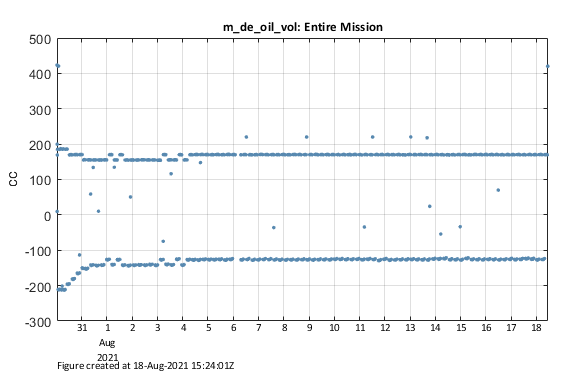 m_de_oil_vol: Entire Mission
500
400
300
200
100
0
-100
-200
-300
CC
31 1 2 3 4 5 6 7 8 9 10 11 12 13 14 15 16 17 18
Aug
2021
Figure created at 18-Aug-2021 15:24:01Z